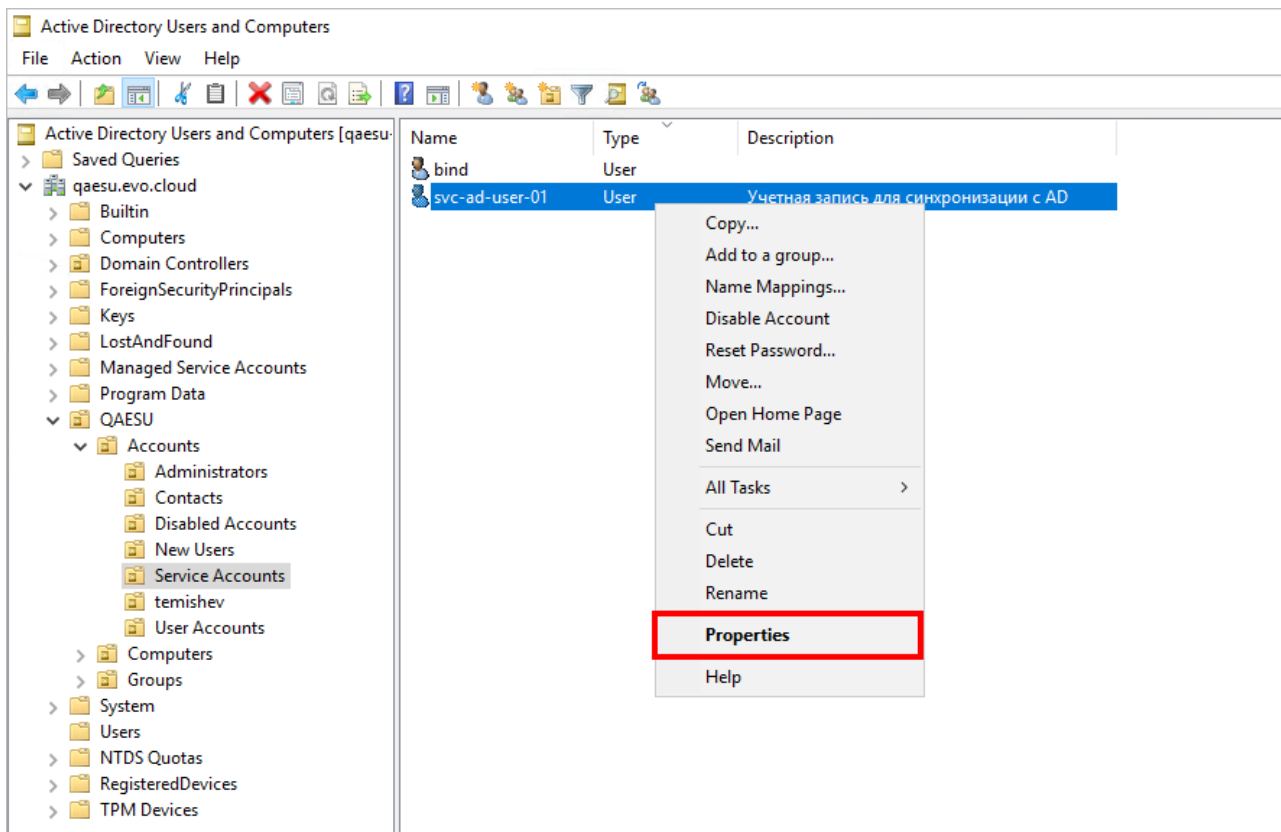 Active Directory Users and Computers
File Action View Help
Active Directory Users and Computers [qaesu-
Saved Queries
qaesu.evo.cloud
Builtin
Computers
Domain Controllers
ForeignSecurityPrincipals
Keys
LostAndFound
Managed Service Accounts
Program Data
QAESU
Accounts
Administrators
Contacts
Disabled Accounts
New Users
Service Accounts
temishev
User Accounts
Computers
Groups
System
Users
NTDS Quotas
RegisteredDevices
TPM Devices
Name Type Description
bind User
svc-ad-user-01 User Учетная запись для синхронизации с AD
Copy...
Add to a group...
Name Mappings...
Disable Account
Reset Password...
Move...
Open Home Page
Send Mail
All Tasks
Cut
Delete
Rename
Properties
Help